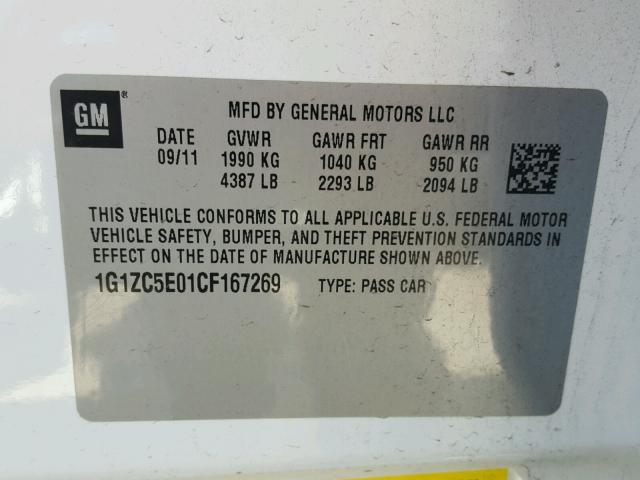 GM®
MFD BY GENERAL MOTORS LLC
DATE GVWR GAWR FRT GAWR RR
09/11 1990 KG 1040 KG 950 KG
4387 LB 2293 LB 2094 LB
THIS VEHICLE CONFORMS TO ALL APPLICABLE U.S. FEDERAL MOTOR
VEHICLE SAFETY, BUMPER, AND THEFT PREVENTION STANDARDS IN
EFFECT ON THE DATE OF MANUFACTURE SHOWN ABOVE.
1G1ZC5E01CF167269 TYPE: PASS CAR